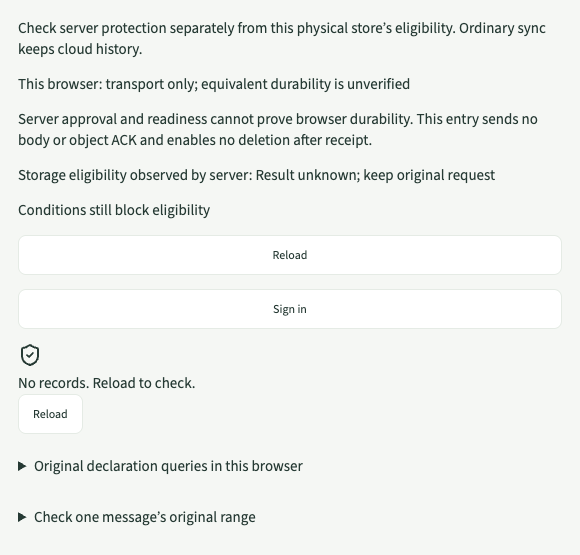 Check server protection separately from this physical store’s eligibility. Ordinary sync
keeps cloud history.
This browser: transport only; equivalent durability is unverified
Server approval and readiness cannot prove browser durability. This entry sends no
body or object ACK and enables no deletion after receipt.
Storage eligibility observed by server: Result unknown; keep original request
Conditions still block eligibility
Reload
Sign in
No records. Reload to check.
Reload
Original declaration queries in this browser
Check one message’s original range